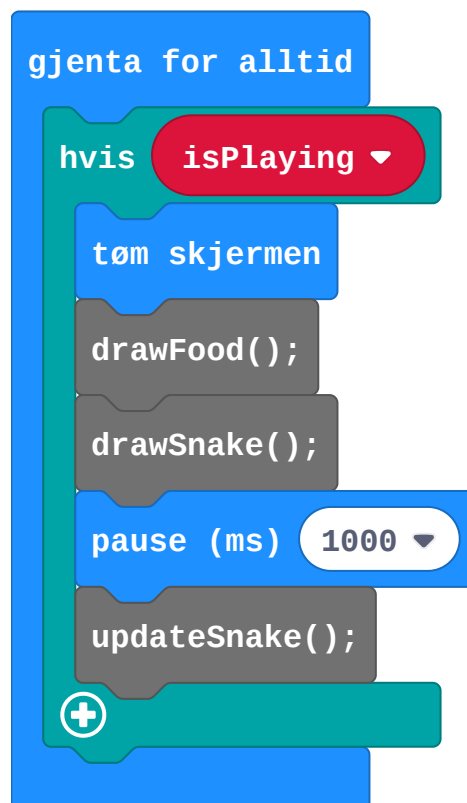 gjenta for alltid
hvis isPlaying
tøm skjermen
drawFood();
drawSnake();
pause (ms) 1000
updateSnake();